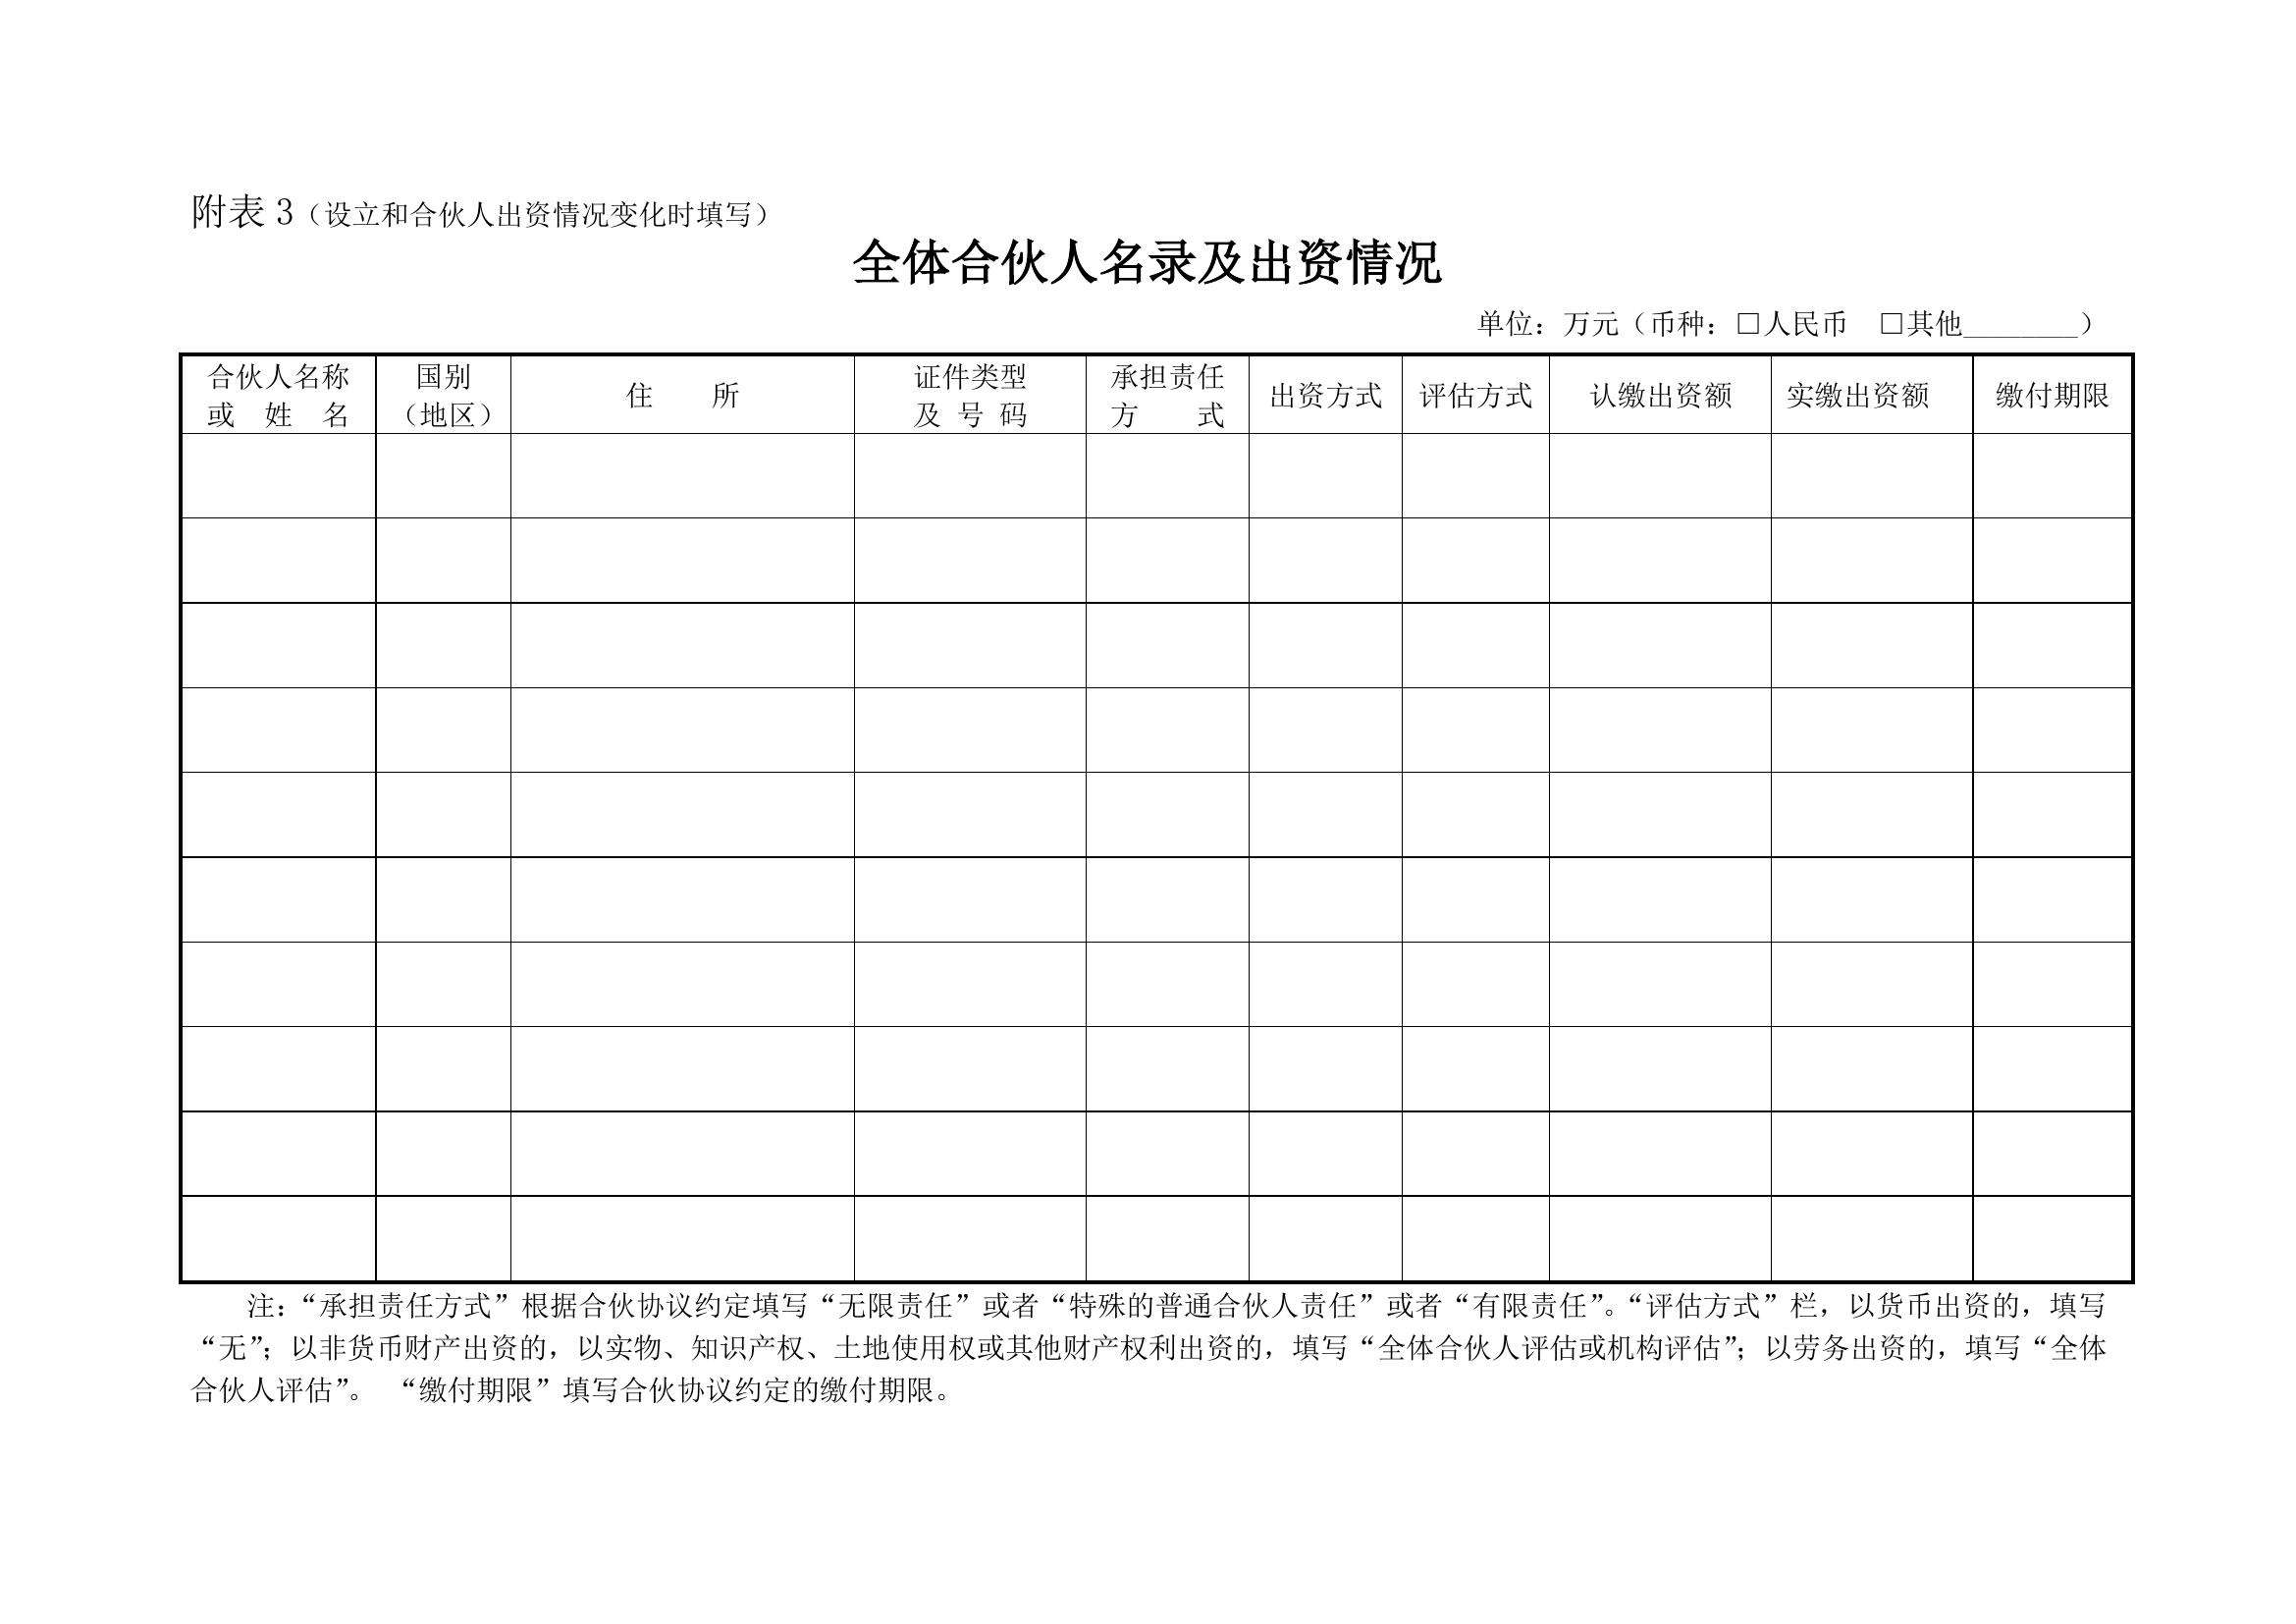 附表 3（设立和合伙人出资情况变化时填写）
全体合伙人名录及出资情况
单位：万元（币种：□人民币　□其他________）
合伙人名称
或　姓　名
国别
（地区）
住　　所
证件类型
及 号 码
承担责任
方　　式
出资方式
评估方式
认缴出资额
实缴出资额
缴付期限
注：“承担责任方式”根据合伙协议约定填写“无限责任”或者“特殊的普通合伙人责任”或者“有限责任”。“评估方式”栏，以货币出资的，填写
“无”；以非货币财产出资的，以实物、知识产权、土地使用权或其他财产权利出资的，填写“全体合伙人评估或机构评估”；以劳务出资的，填写“全体
合伙人评估”。 “缴付期限”填写合伙协议约定的缴付期限。